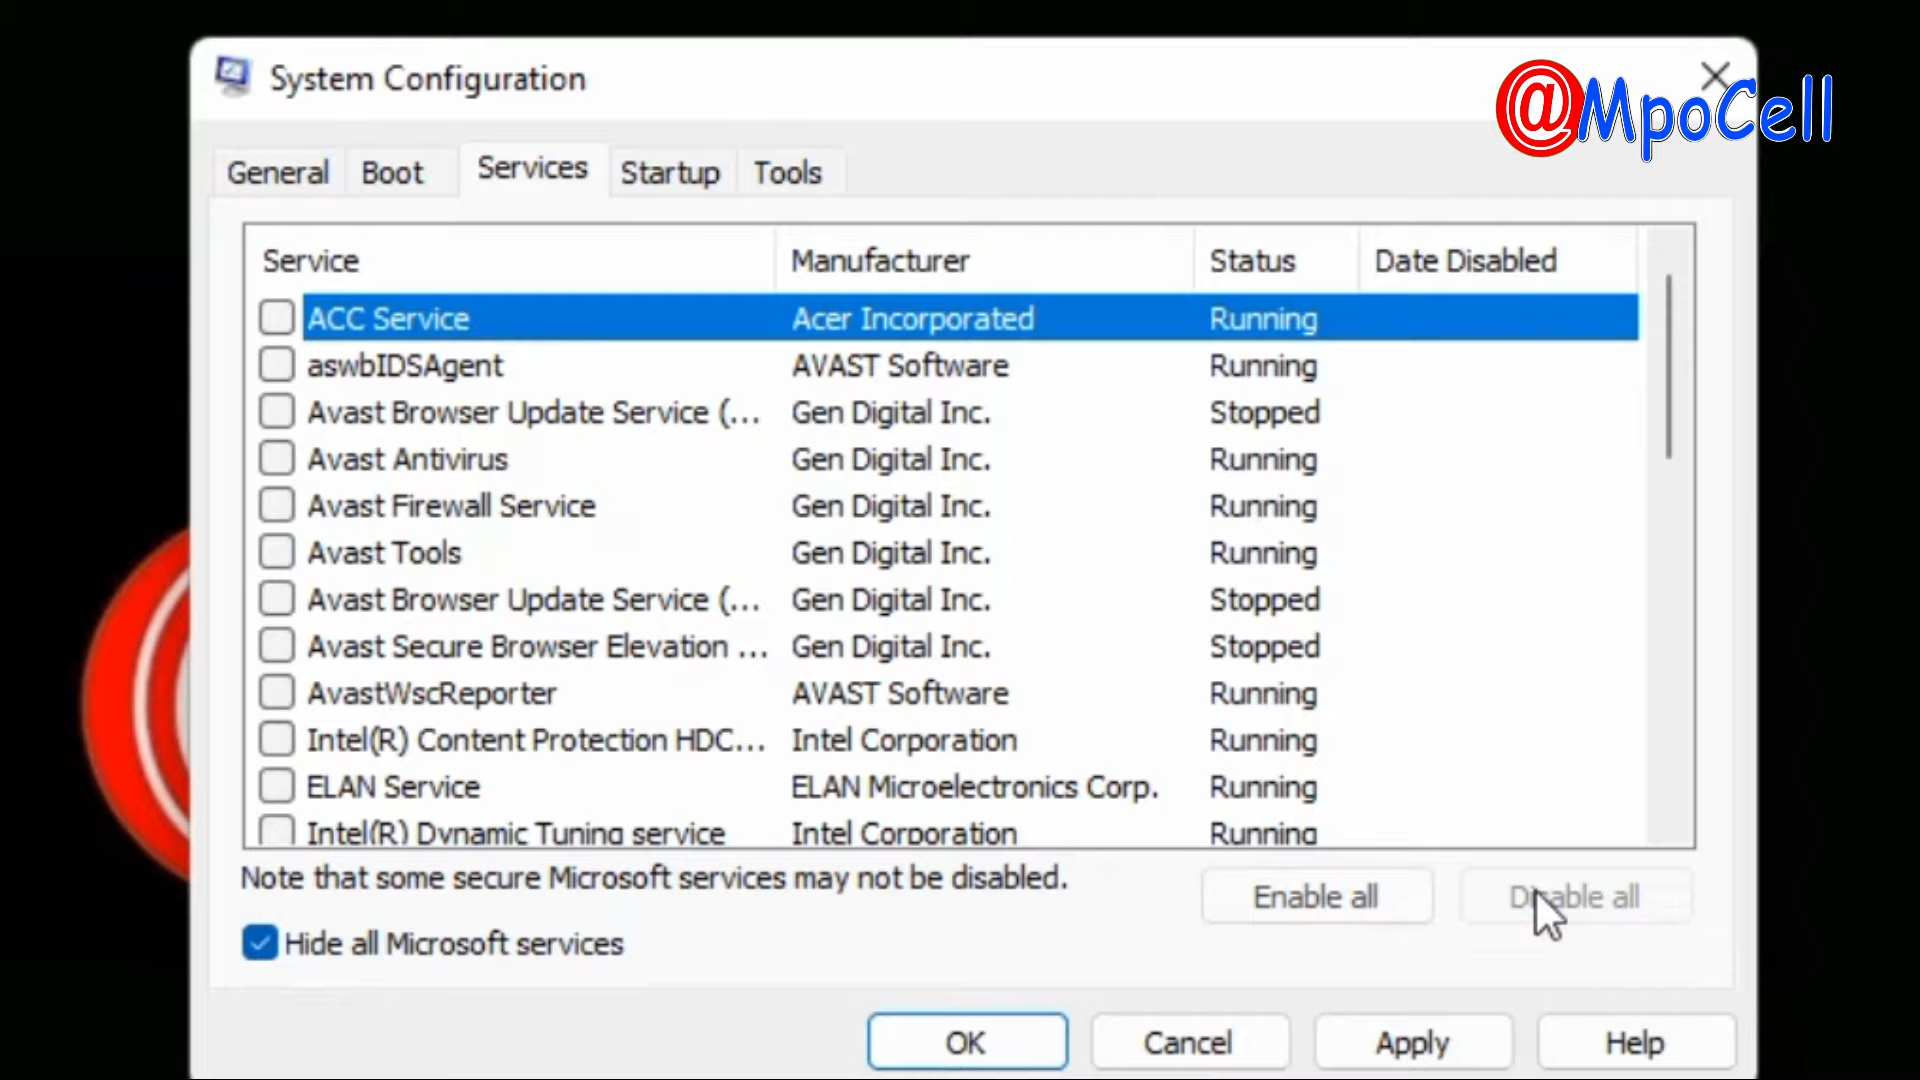 System Configuration
@MpoCell
General Boot Services Startup Tools
Service Manufacturer Status Date Disabled
ACC Service Acer Incorporated Running
aswbIDSAgent AVAST Software Running
Avast Browser Update Service (... Gen Digital Inc. Stopped
Avast Antivirus Gen Digital Inc. Running
Avast Firewall Service Gen Digital Inc. Running
Avast Tools Gen Digital Inc. Running
Avast Browser Update Service (... Gen Digital Inc. Stopped
Avast Secure Browser Elevation ... Gen Digital Inc. Stopped
AvastWscReporter AVAST Software Running
Intel(R) Content Protection HDC... Intel Corporation Running
ELAN Service ELAN Microelectronics Corp. Running
Intel(R) Dynamic Tuning service Intel Corporation Running
Note that some secure Microsoft services may not be disabled.
Enable all Disable all
Hide all Microsoft services
OK Cancel Apply Help